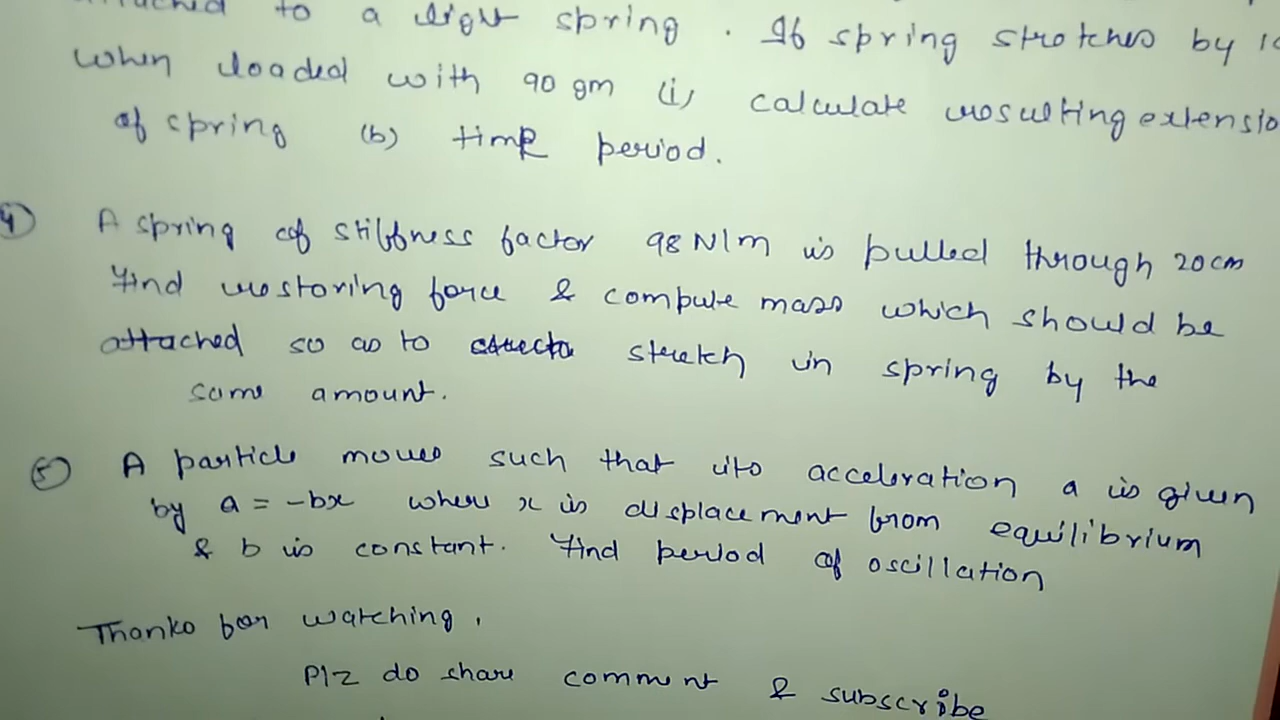 to a light spring . If spring stretches by
when loaded with 90 gm (i) calculate resulting extensio
of spring (b) time period.
4) A spring of stiffness factor 98 N/m is pulled through 20 cm
Find restoring force & compute mass which should be
attached so as to stretch in spring by the
same amount.
5) A particle moves such that its acceleration a is given
by a = -bx where x is displacement from equilibrium
& b is constant. Find period of oscillation
Thanks for watching,
Plz do share comment & subscribe